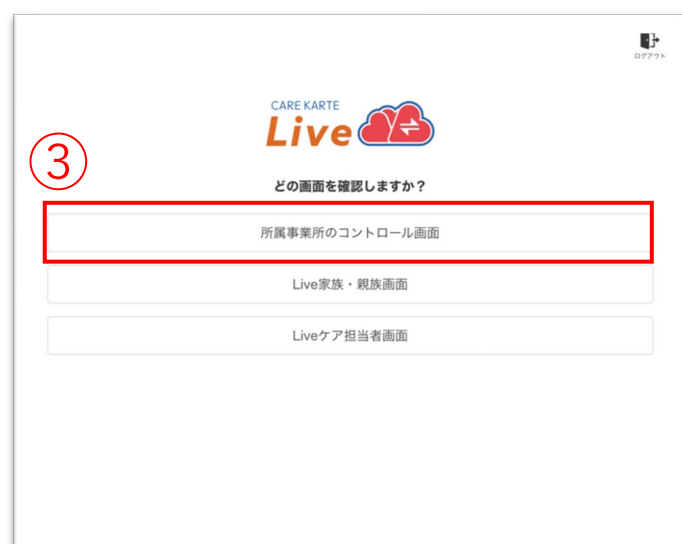 ログアウト
CARE KARTE
Live
③
どの画面を確認しますか？
所属事業所のコントロール画面
Live家族・親族画面
Liveケア担当者画面